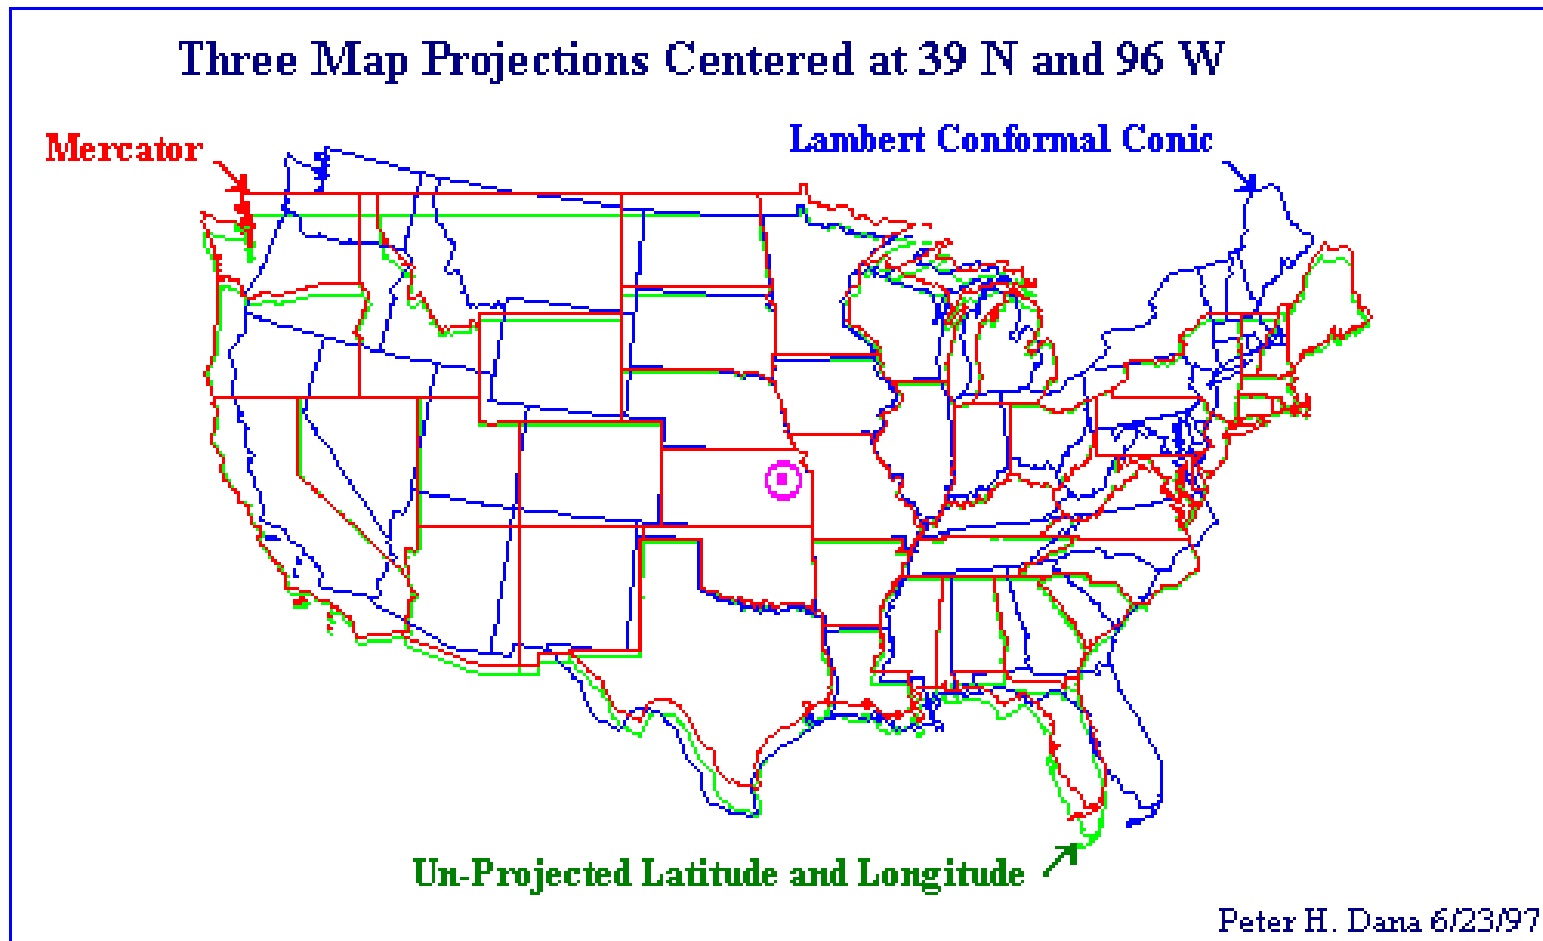 Three Map Projections Centered at 39 N and 96 W
Mercator
Lambert Conformal Conic
Un-Projected Latitude and Longitude
Peter H. Dana 6/23/97